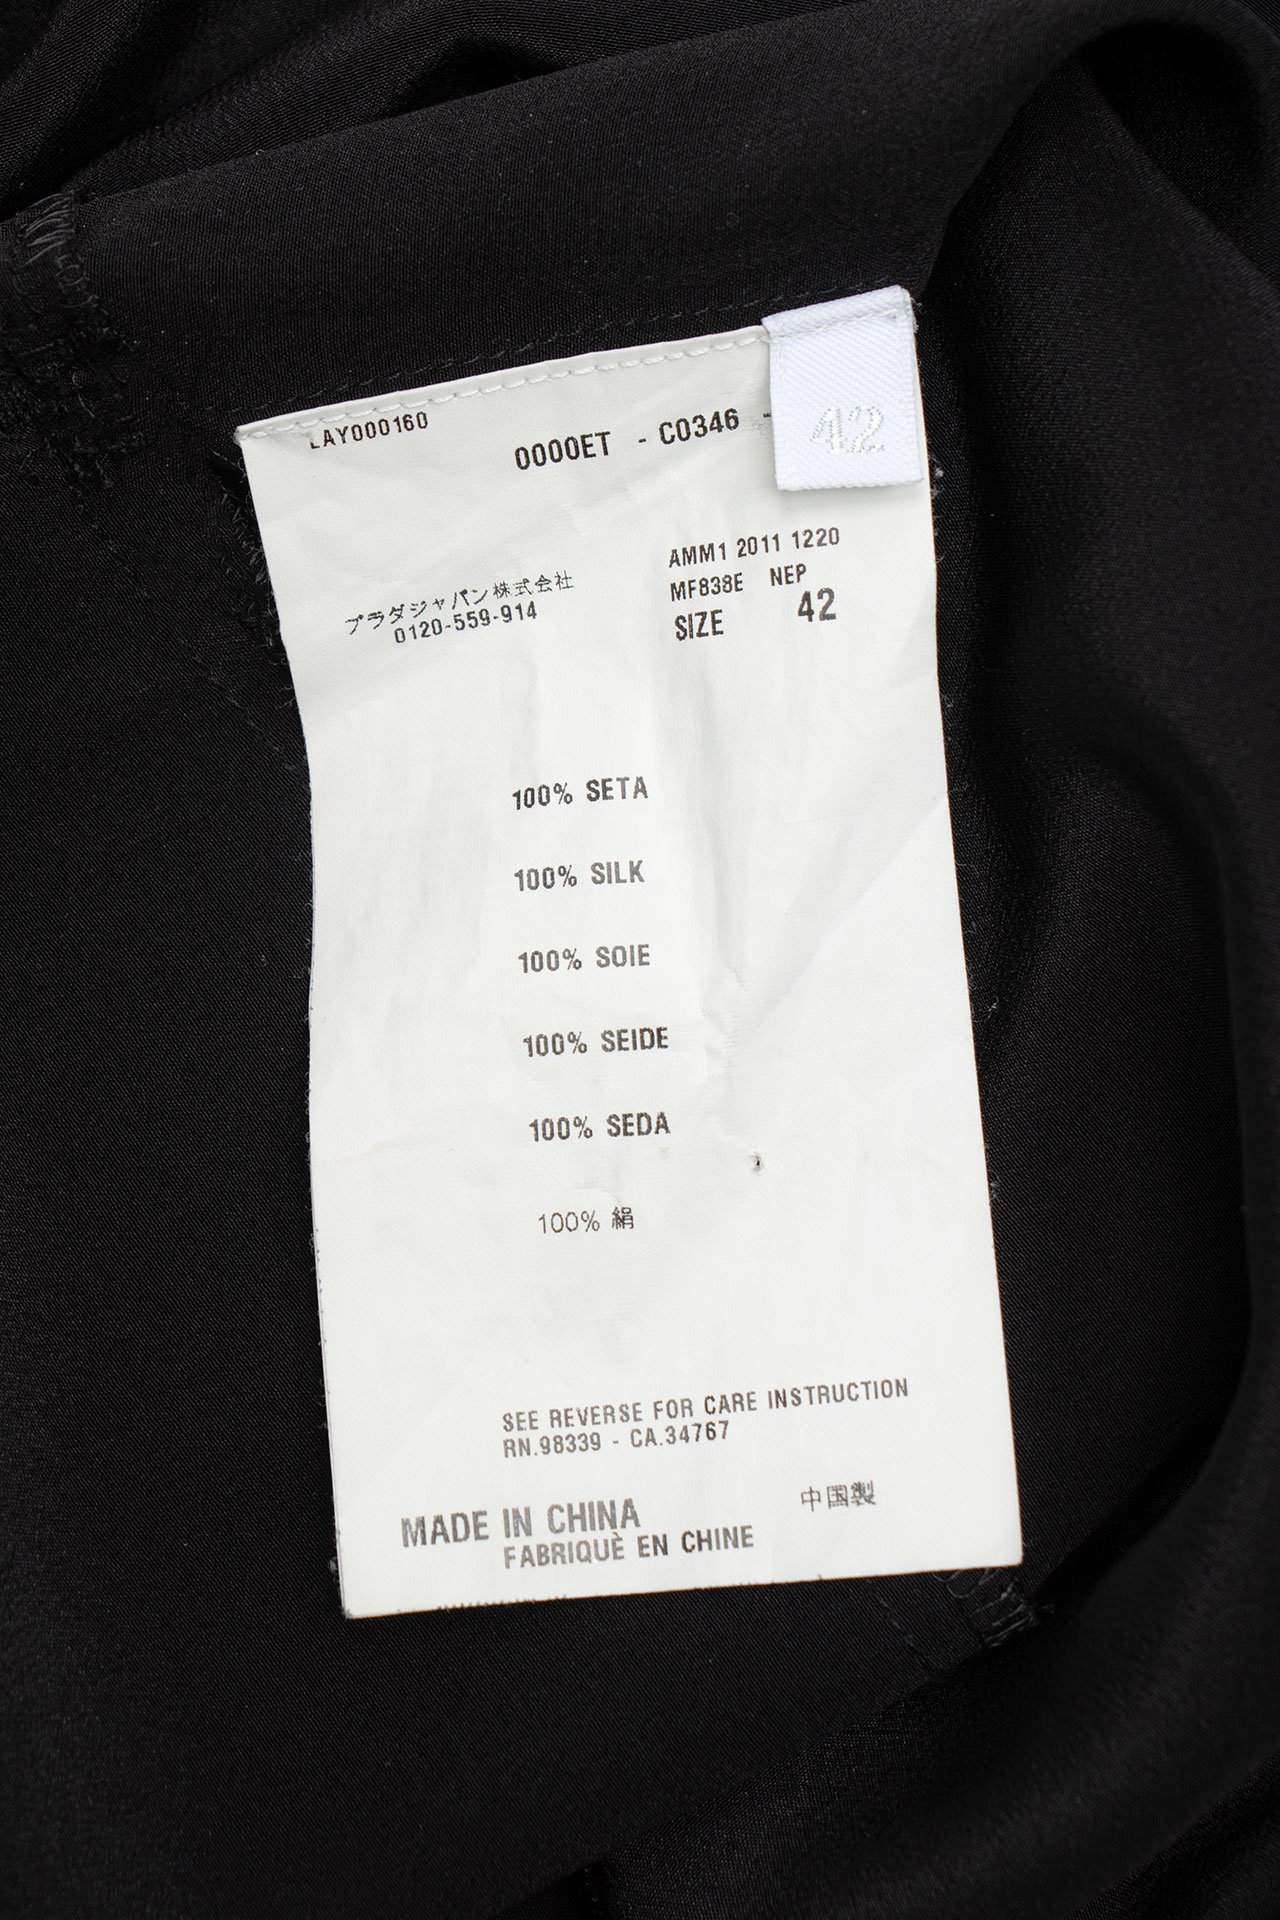 LAY000160
0000ET - C0346 -
42
AMM1 2011 1220
MF838E NEP
SIZE 42
プラダジャパン株式会社
0120-559-914
100% SETA
100% SILK
100% SOIE
100% SEIDE
100% SEDA
100% 絹
SEE REVERSE FOR CARE INSTRUCTION
RN.98339 - CA.34767
中国製
MADE IN CHINA
FABRIQUÈ EN CHINE